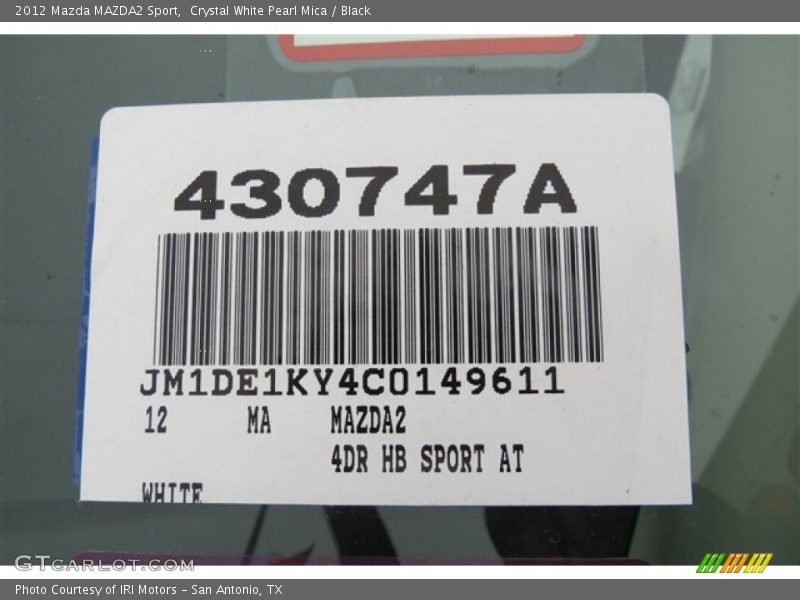 2012 Mazda MAZDA2 Sport,  Crystal White Pearl Mica / Black
430747A
JM1DE1KY4C0149611
12 MA MAZDA2
4DR HB SPORT AT
WHITE
GTCARLOT.COM
Photo Courtesy of IRI Motors – San Antonio, TX